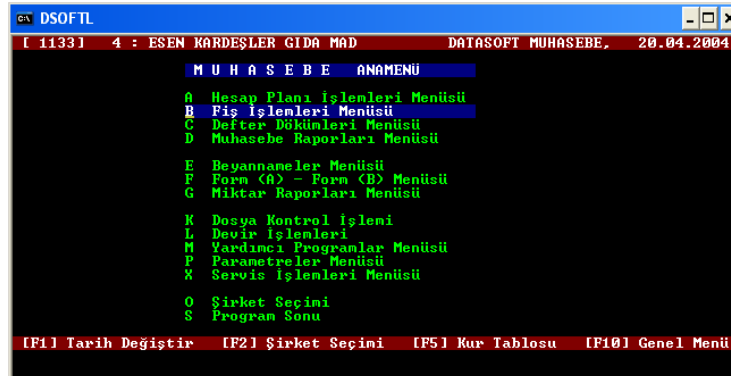 DSOFTL
[ 1133]   4 : ESEN KARDEŞLER GIDA MAD   DATASOFT MUHASEBE,   20.04.2004
M U H A S E B E   ANAMENÜ
A   Hesap Planı İşlemleri Menüsü
B   Fiş İşlemleri Menüsü
C   Defter Dökümleri Menüsü
D   Muhasebe Raporları Menüsü
E   Beyannameler Menüsü
F   Form (A) - Form (B) Menüsü
G   Miktar Raporları Menüsü
K   Dosya Kontrol İşlemi
L   Devir İşlemleri
M   Yardımcı Programlar Menüsü
P   Parametreler Menüsü
X   Servis İşlemleri Menüsü
O   Şirket Seçimi
S   Program Sonu
[F1] Tarih Değiştir   [F2] Şirket Seçimi   [F5] Kur Tablosu   [F10] Genel Menü